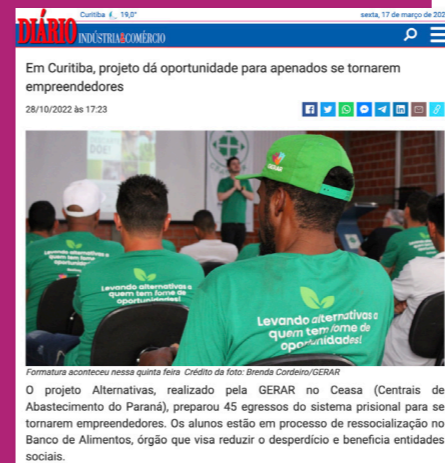 Curitiba 19,0°
sexta, 17 de março de 202
DIÁRIO INDÚSTRIA&COMÉRCIO
Em Curitiba, projeto dá oportunidade para apenados se tornarem
empreendedores
28/10/2022 às 17:23
DOE!
GERAR
Levando alternativas a
quem tem fome de
oportunidades!
Levando alternativas a
quem tem fome de
oportunidades!
Formatura aconteceu nessa quinta feira Crédito da foto: Brenda Cordeiro/GERAR
O projeto Alternativas, realizado pela GERAR no Ceasa (Centrais de
Abastecimento do Paraná), preparou 45 egressos do sistema prisional para se
tornarem empreendedores. Os alunos estão em processo de ressocialização no
Banco de Alimentos, órgão que visa reduzir o desperdício e beneficia entidades
sociais.